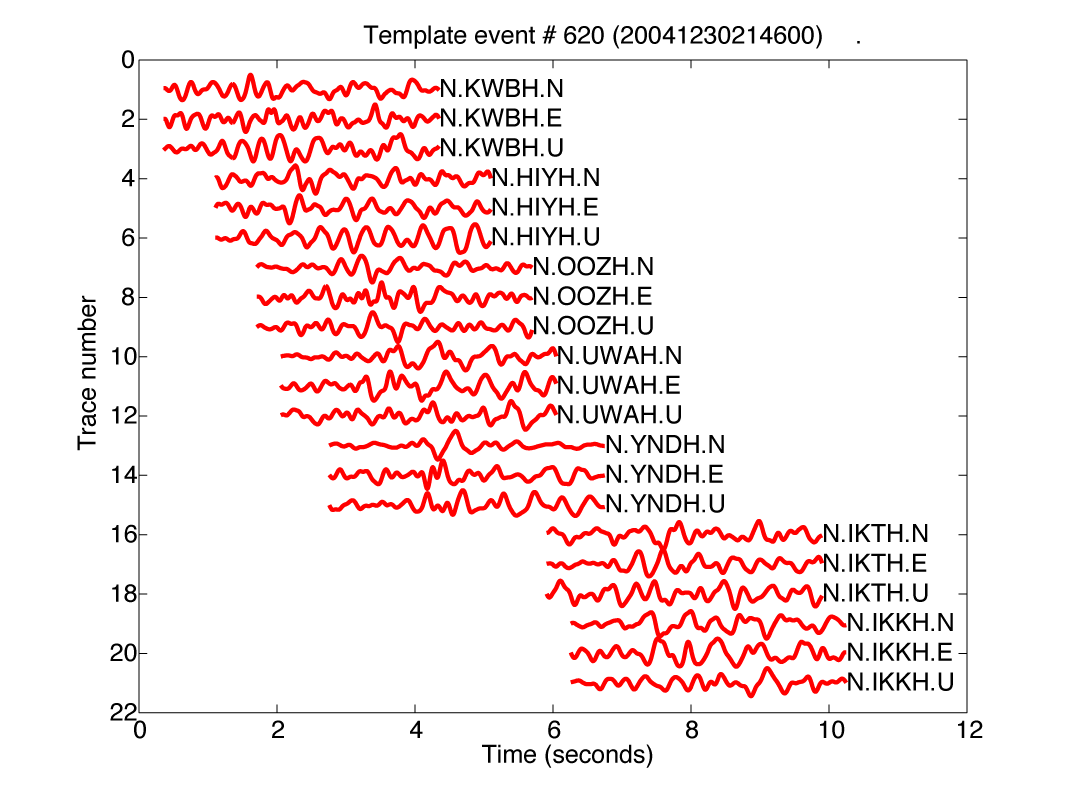 Template event # 620 (20041230214600) .
0
N.KWBH.N
2
N.KWBH.E
N.KWBH.U
4
N.HIYH.N
N.HIYH.E
6
N.HIYH.U
N.OOZH.N
8
N.OOZH.E
N.OOZH.U
10
N.UWAH.N
N.UWAH.E
12
N.UWAH.U
N.YNDH.N
14
N.YNDH.E
N.YNDH.U
16
N.IKTH.N
N.IKTH.E
18
N.IKTH.U
N.IKKH.N
20
N.IKKH.E
N.IKKH.U
22
Trace number
0 2 4 6 8 10 12
Time (seconds)